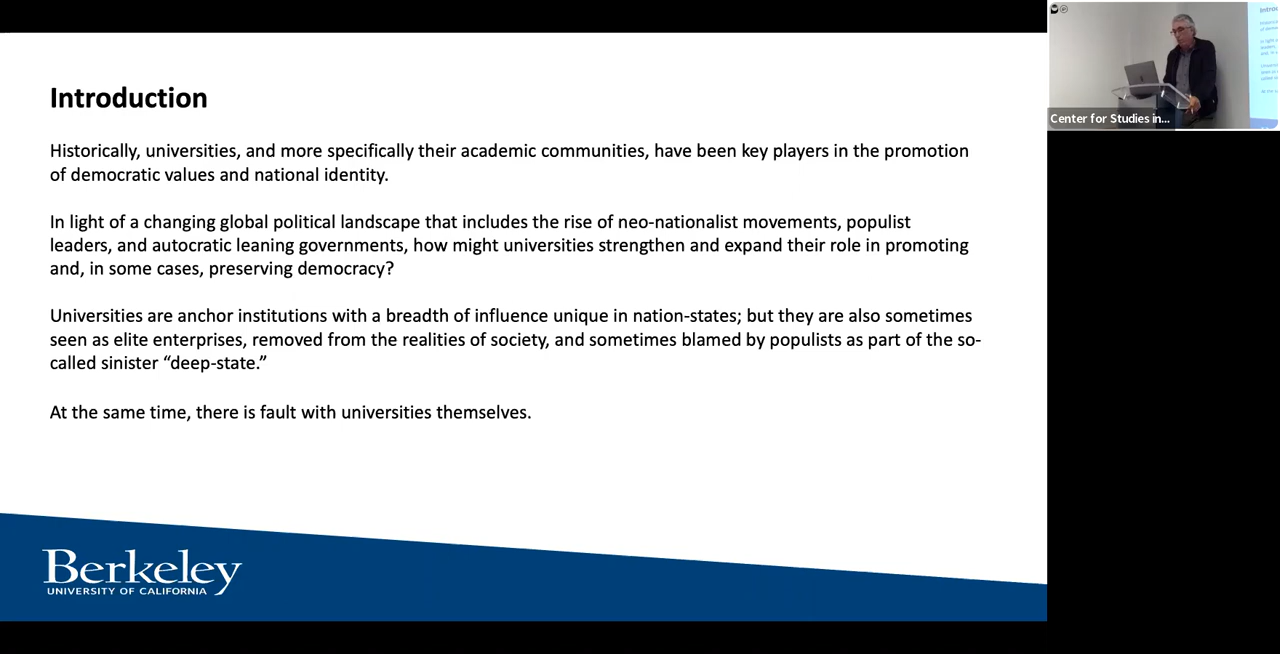 Introduction
Historically, universities, and more specifically their academic communities, have been key players in the promotion
of democratic values and national identity.
In light of a changing global political landscape that includes the rise of neo-nationalist movements, populist
leaders, and autocratic leaning governments, how might universities strengthen and expand their role in promoting
and, in some cases, preserving democracy?
Universities are anchor institutions with a breadth of influence unique in nation-states; but they are also sometimes
seen as elite enterprises, removed from the realities of society, and sometimes blamed by populists as part of the so-
called sinister “deep-state.”
At the same time, there is fault with universities themselves.
Berkeley
UNIVERSITY OF CALIFORNIA
Center for Studies in...